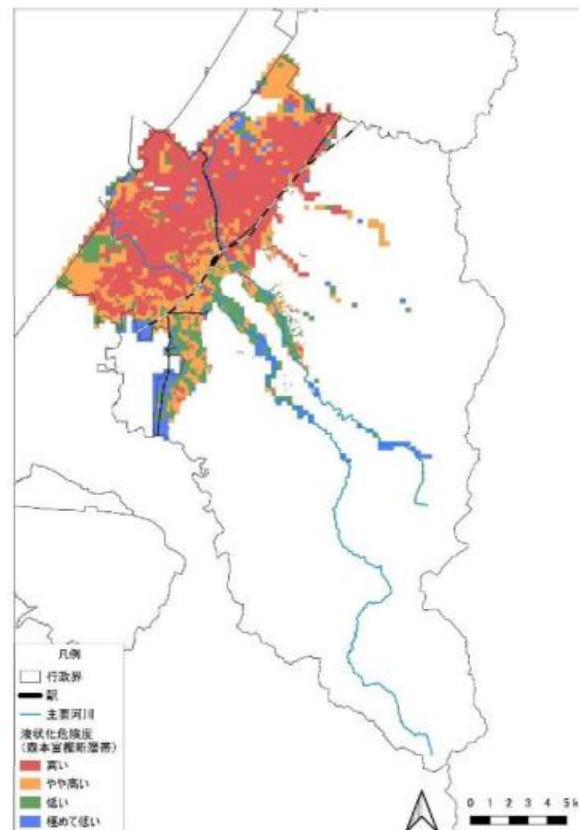 凡例
行政界
駅
主要河川
液状化危険度
(森本富樫断層帯)
高い
やや高い
低い
極めて低い
0 1 2 3 4 5 k